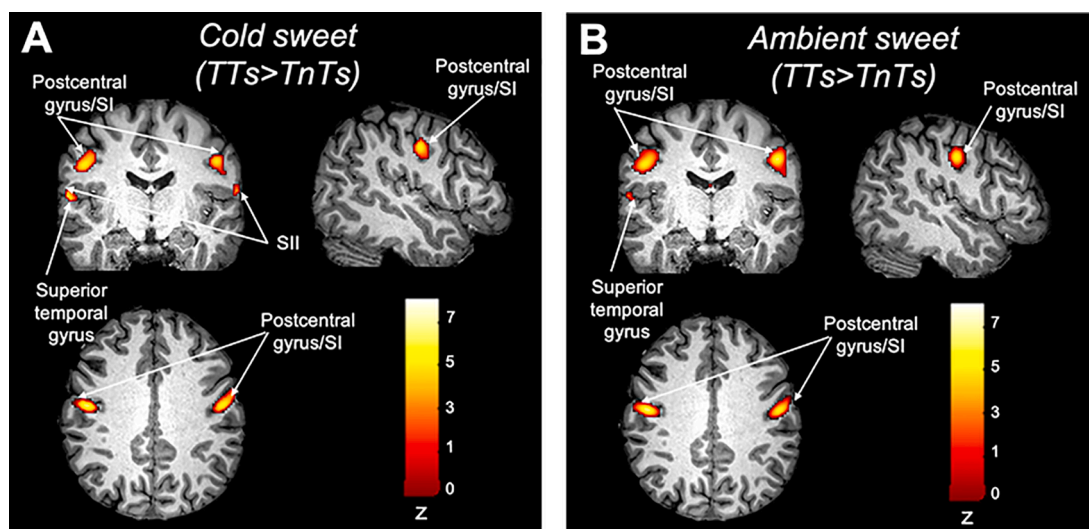 A
Cold sweet
(TTs>TnTs)
Postcentral
gyrus/SI
Postcentral
gyrus/SI
SII
Superior
temporal
gyrus
Postcentral
gyrus/SI
7
5
3
1
0
z
B
Ambient sweet
(TTs>TnTs)
Postcentral
gyrus/SI
Postcentral
gyrus/SI
Superior
temporal
gyrus
Postcentral
gyrus/SI
7
5
3
1
0
z